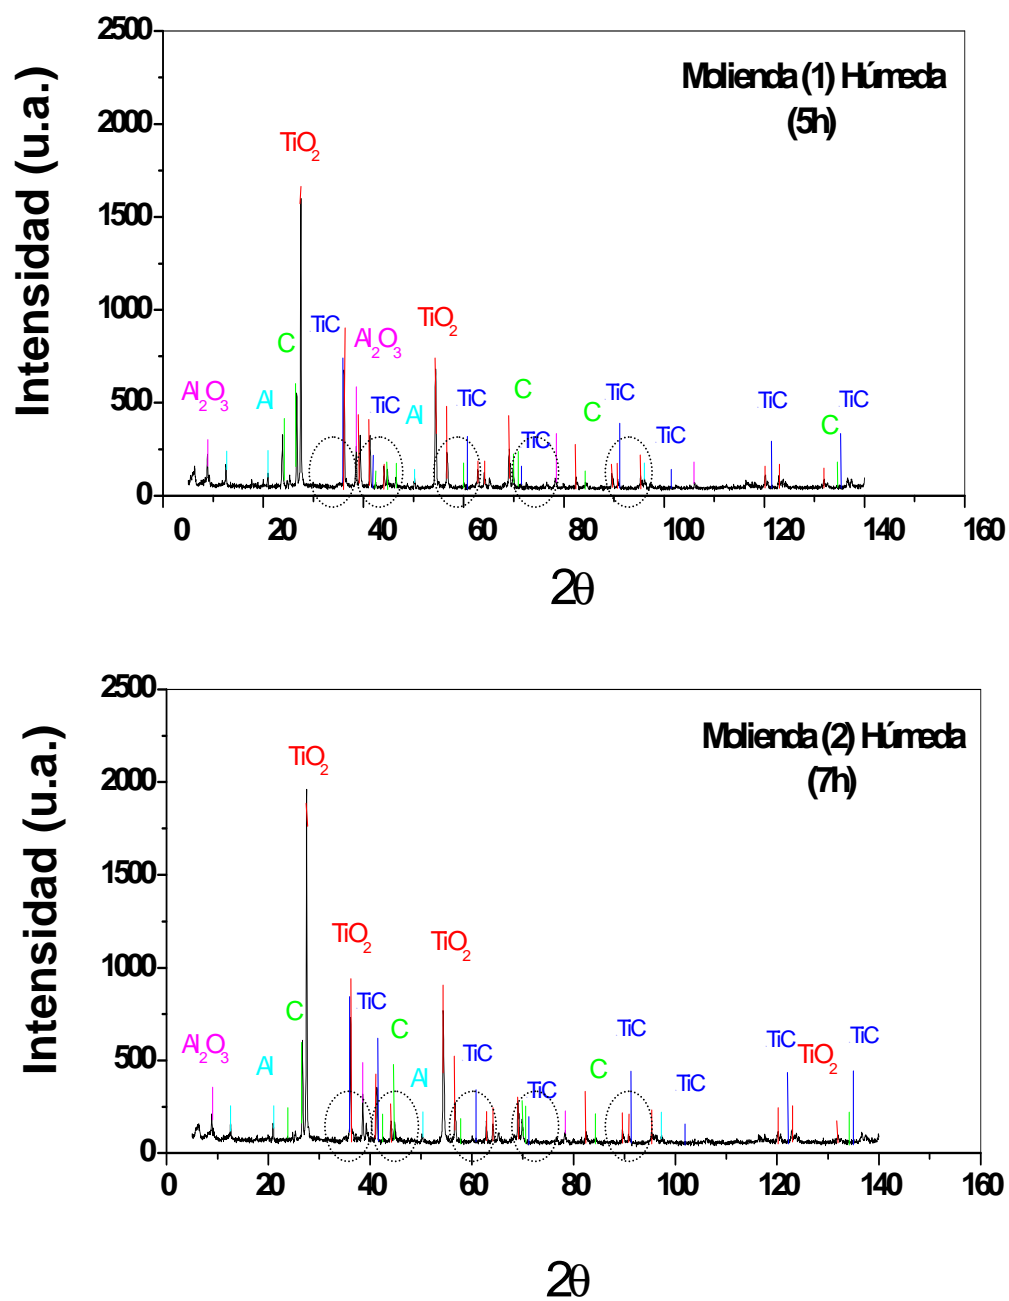 2500
2000
1500
1000
500
0
Intensidad (u.a.)
Molienda (1) Húmeda
(5h)
TiO2
TiC
C
Al2O3
TiO2
Al2O3
Al
TiC
Al
TiC
C
TiC
C
TiC
TiC
TiC
C
TiC
0 20 40 60 80 100 120 140 160
2θ
2500
2000
1500
1000
500
0
Intensidad (u.a.)
Molienda (2) Húmeda
(7h)
TiO2
TiO2
TiO2
C
TiC
C
Al2O3
Al
Al
TiC
TiC
C
TiC
TiC
TiC
TiO2
TiC
0 20 40 60 80 100 120 140 160
2θ